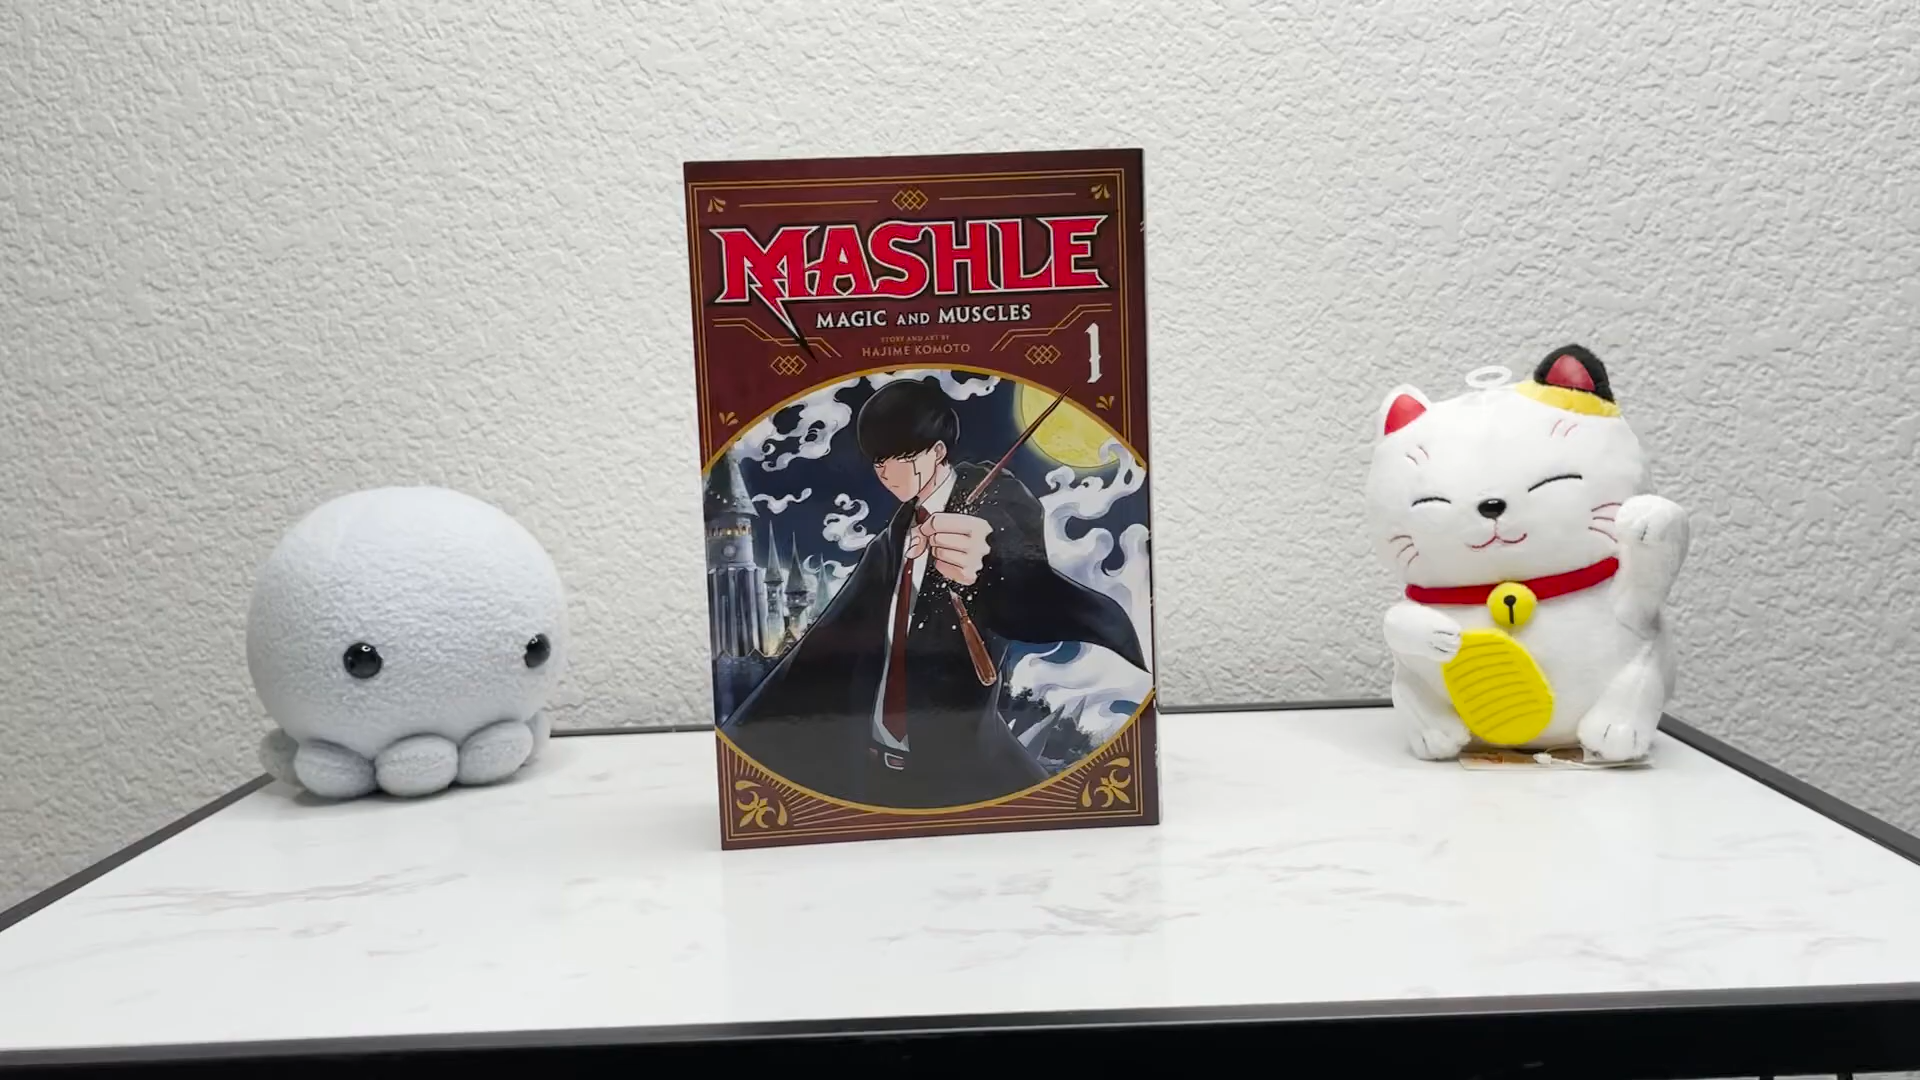 MASHLE
MAGIC AND MUSCLES
STORY AND ART BY
HAJIME KOMOTO
1